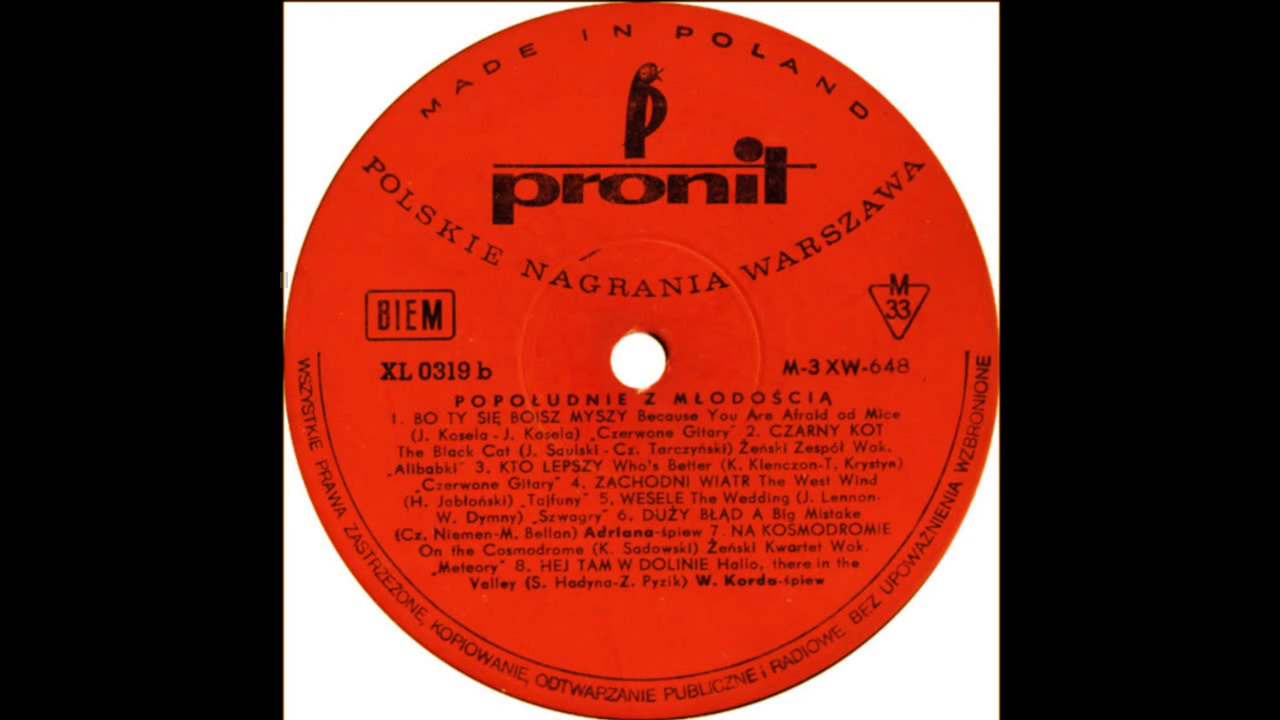 MADE IN POLAND
pronit
POLSKIE NAGRANIA WARSZAWA
BIEM
M
33
XL 0319 b
M-3 XW-648
POPOŁUDNIE Z MŁODOŚCIĄ
1. BO TY SIĘ BOISZ MYSZY Because You Are Afraid od Mice
(J. Kosela - J. Kosela) „Czerwone Gitary" 2. CZARNY KOT
The Black Cat (J. Saulski - Cz. Tarczyński) Żeński Zespół Wok.
„Alibabki" 3. KTO LEPSZY Who's Better (K. Klenczon-T. Krystyn)
„Czerwone Gitary" 4. ZACHODNI WIATR The West Wind
(H. Jabłoński) „Tajfuny" 5. WESELE The Wedding (J. Lennon-
W. Dymny) „Szwagry" 6. DUŻY BŁĄD A Big Mistake
(Cz. Niemen-M. Bellan) Adriana-śpiew 7. NA KOSMODROMIE
On the Cosmodrome (K. Sadowski) Żeński Kwartet Wok.
„Meteory" 8. HEJ TAM W DOLINIE Hallo, there in the
Valley (S. Hadyna-Z. Pyzik) W. Korda-śpiew
WSZYSTKIE PRAWA ZASTRZEŻONE, KOPIOWANIE, ODTWARZANIE PUBLICZNE i RADIOWE BEZ UPOWAŻNIENIA WZBRONIONE